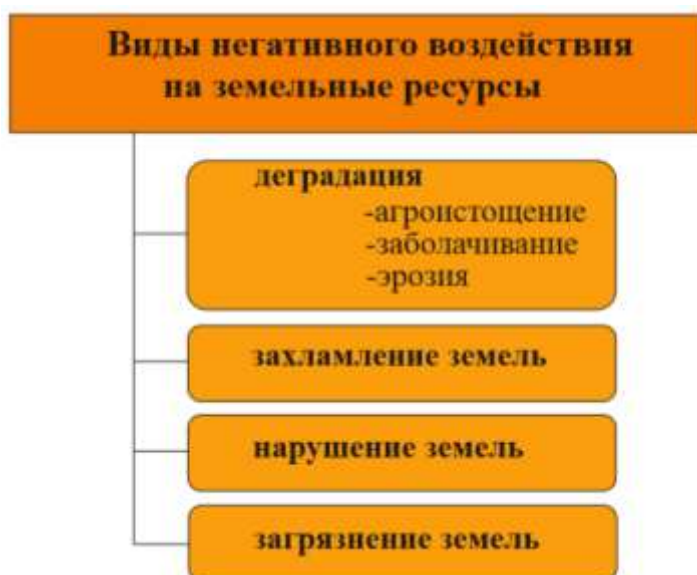 Виды негативного воздействия
на земельные ресурсы
деградация
-агроистощение
-заболачивание
-эрозия
захламление земель
нарушение земель
загрязнение земель